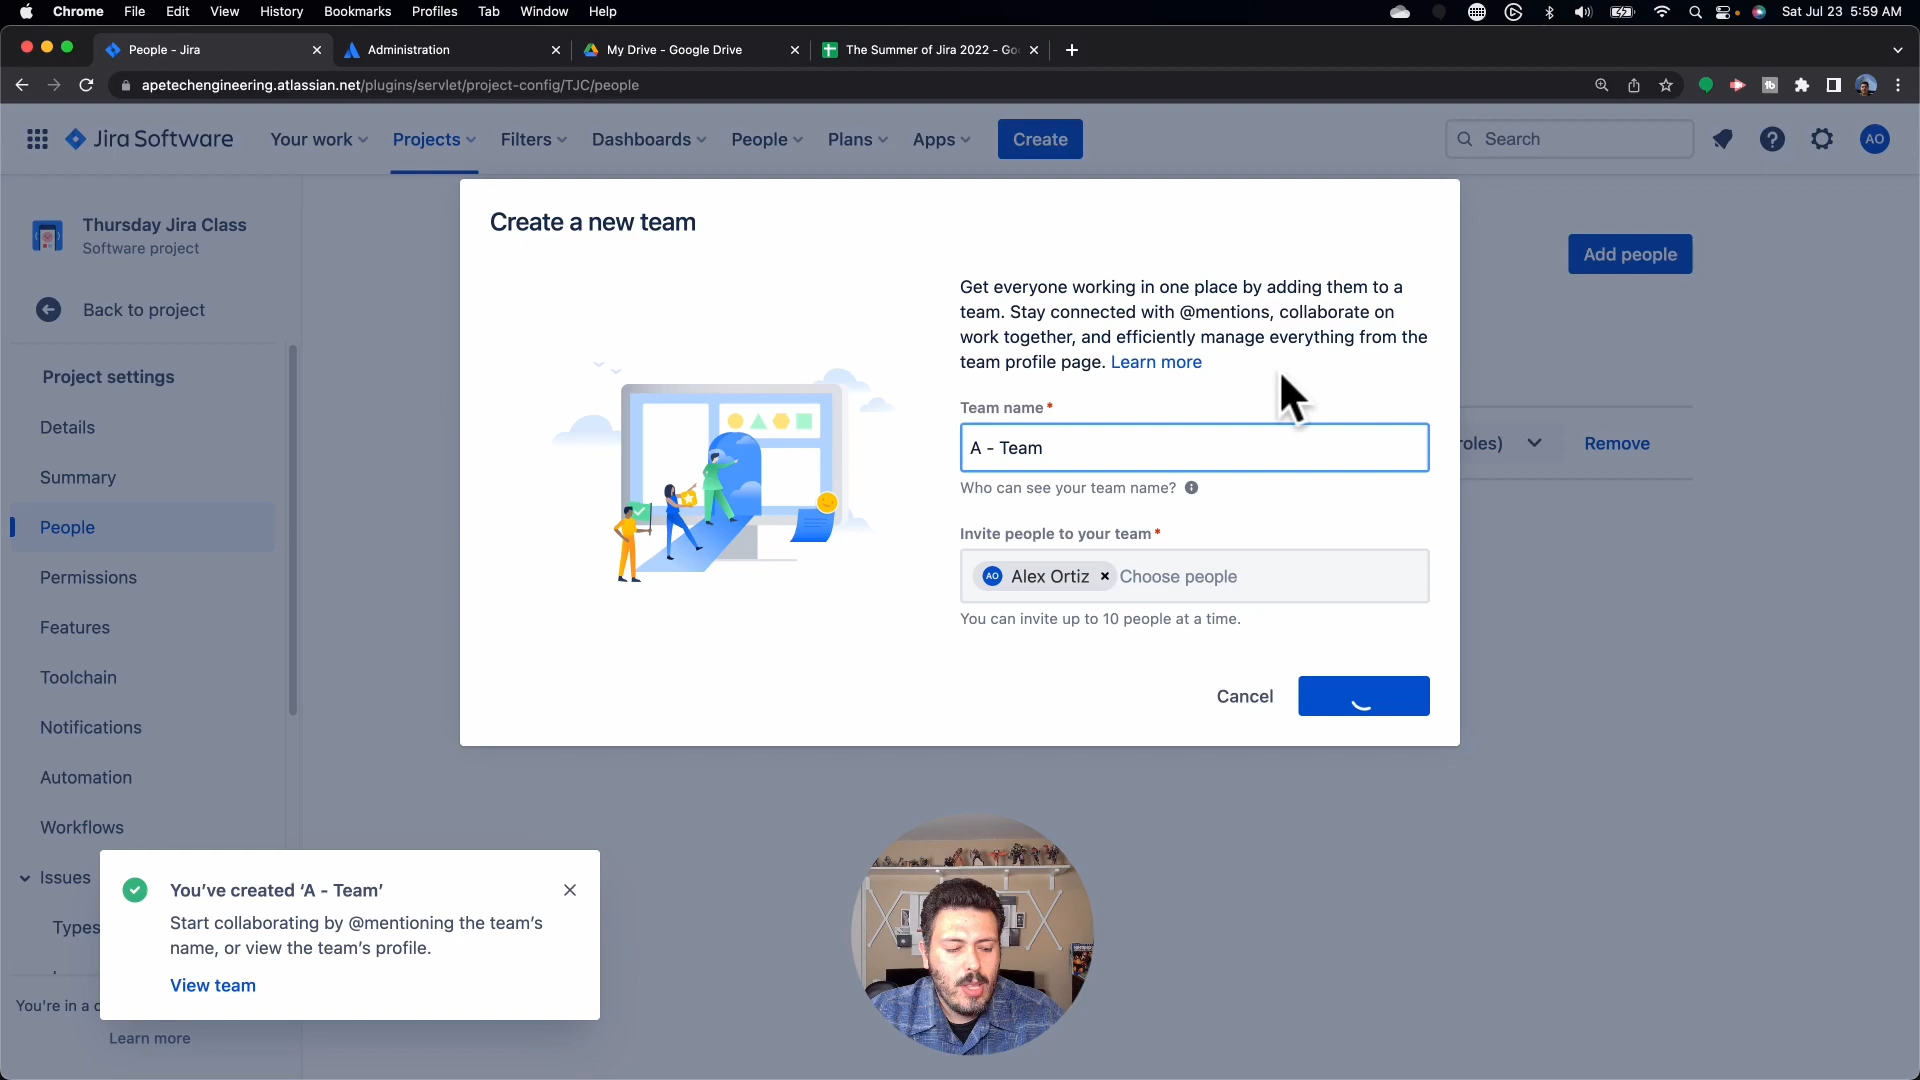 Chrome File Edit View History Bookmarks Profiles Tab Window Help Sat Jul 23 5:59 AM
People - Jira Administration My Drive - Google Drive The Summer of Jira 2022 - Go
apetechengineering.atlassian.net/plugins/servlet/project-config/TJC/people
Jira Software Your work Projects Filters Dashboards People Plans Apps Create Search AO
Thursday Jira Class
Software project
Back to project
Project settings
Details
Summary
People
Permissions
Features
Toolchain
Notifications
Automation
Workflows
Issues
Types
You're in a c
Learn more
Add people
roles) Remove
Create a new team
Get everyone working in one place by adding them to a
team. Stay connected with @mentions, collaborate on
work together, and efficiently manage everything from the
team profile page. Learn more
Team name *
A - Team
Who can see your team name?
Invite people to your team *
AO Alex Ortiz × Choose people
You can invite up to 10 people at a time.
Cancel
You've created ‘A - Team’
Start collaborating by @mentioning the team's
name, or view the team's profile.
View team